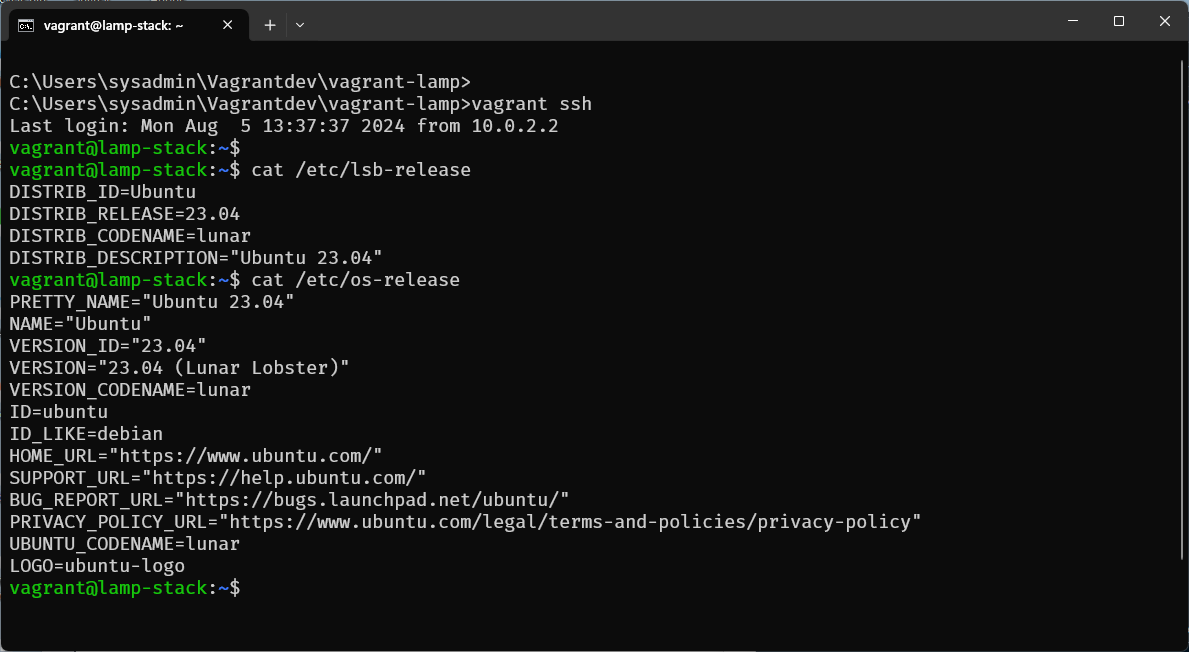 vagrant@lamp-stack: ~
C:\Users\sysadmin\Vagrantdev\vagrant-lamp>
C:\Users\sysadmin\Vagrantdev\vagrant-lamp>vagrant ssh
Last login: Mon Aug  5 13:37:37 2024 from 10.0.2.2
vagrant@lamp-stack:~$
vagrant@lamp-stack:~$ cat /etc/lsb-release
DISTRIB_ID=Ubuntu
DISTRIB_RELEASE=23.04
DISTRIB_CODENAME=lunar
DISTRIB_DESCRIPTION="Ubuntu 23.04"
vagrant@lamp-stack:~$ cat /etc/os-release
PRETTY_NAME="Ubuntu 23.04"
NAME="Ubuntu"
VERSION_ID="23.04"
VERSION="23.04 (Lunar Lobster)"
VERSION_CODENAME=lunar
ID=ubuntu
ID_LIKE=debian
HOME_URL="https://www.ubuntu.com/"
SUPPORT_URL="https://help.ubuntu.com/"
BUG_REPORT_URL="https://bugs.launchpad.net/ubuntu/"
PRIVACY_POLICY_URL="https://www.ubuntu.com/legal/terms-and-policies/privacy-policy"
UBUNTU_CODENAME=lunar
LOGO=ubuntu-logo
vagrant@lamp-stack:~$